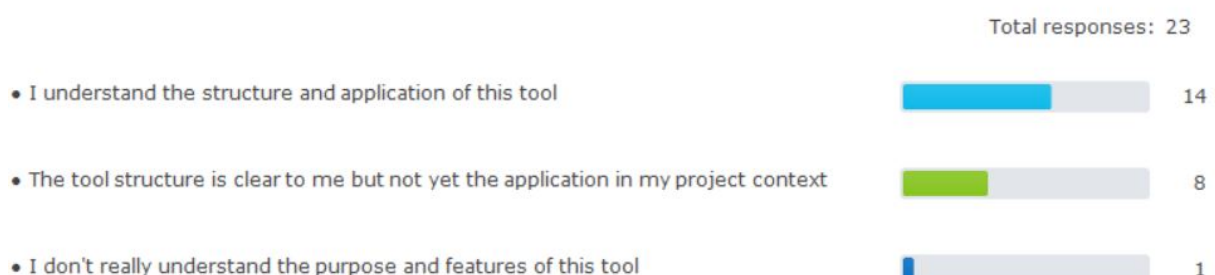 Total responses: 23
• I understand the structure and application of this tool 14
• The tool structure is clear to me but not yet the application in my project context 8
• I don't really understand the purpose and features of this tool 1